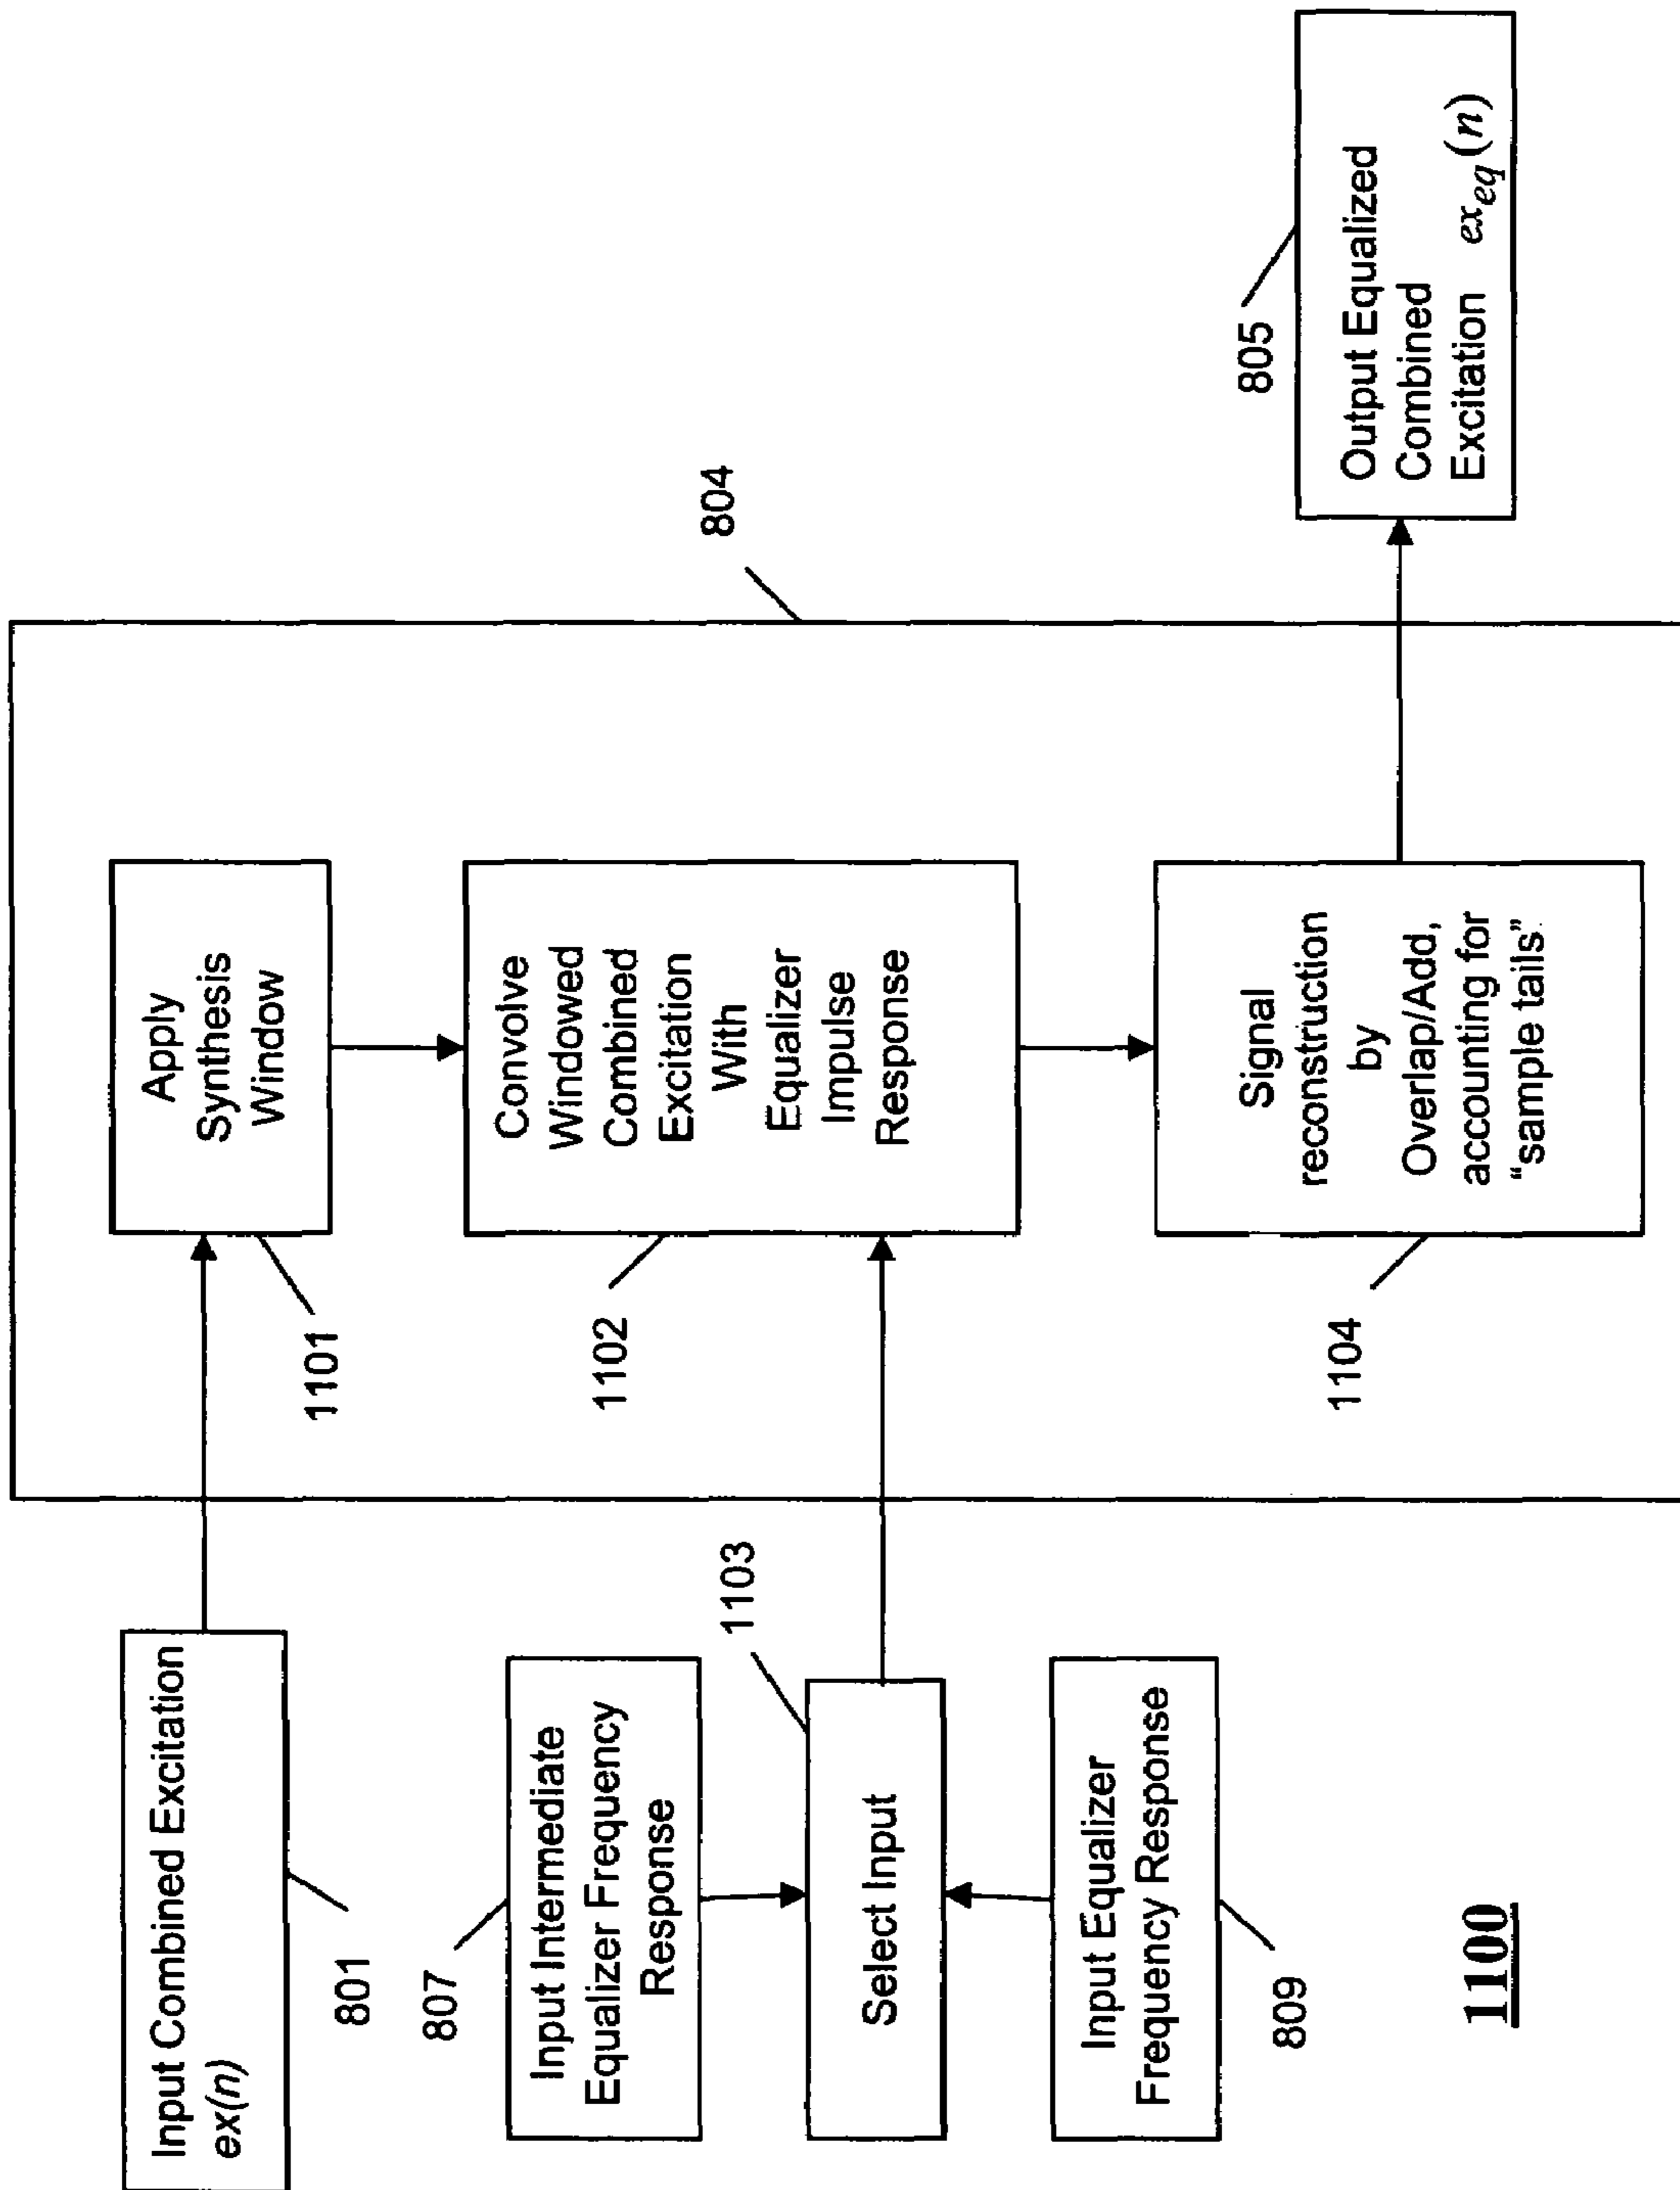 Input Combined Excitation
ex(n)
801
Apply
Synthesis
Window
1101
804
807
Input Intermediate
Equalizer Frequency
Response
Convolve
Windowed
Combined
Excitation
With
Equalizer
Impulse
Response
1102
1103
Select Input
Input Equalizer
Frequency Response
809
Signal
reconstruction
by
Overlap/Add,
accounting for
“sample tails”.
1104
805
Output Equalized
Combined
Excitation ex_eq(n)
1100